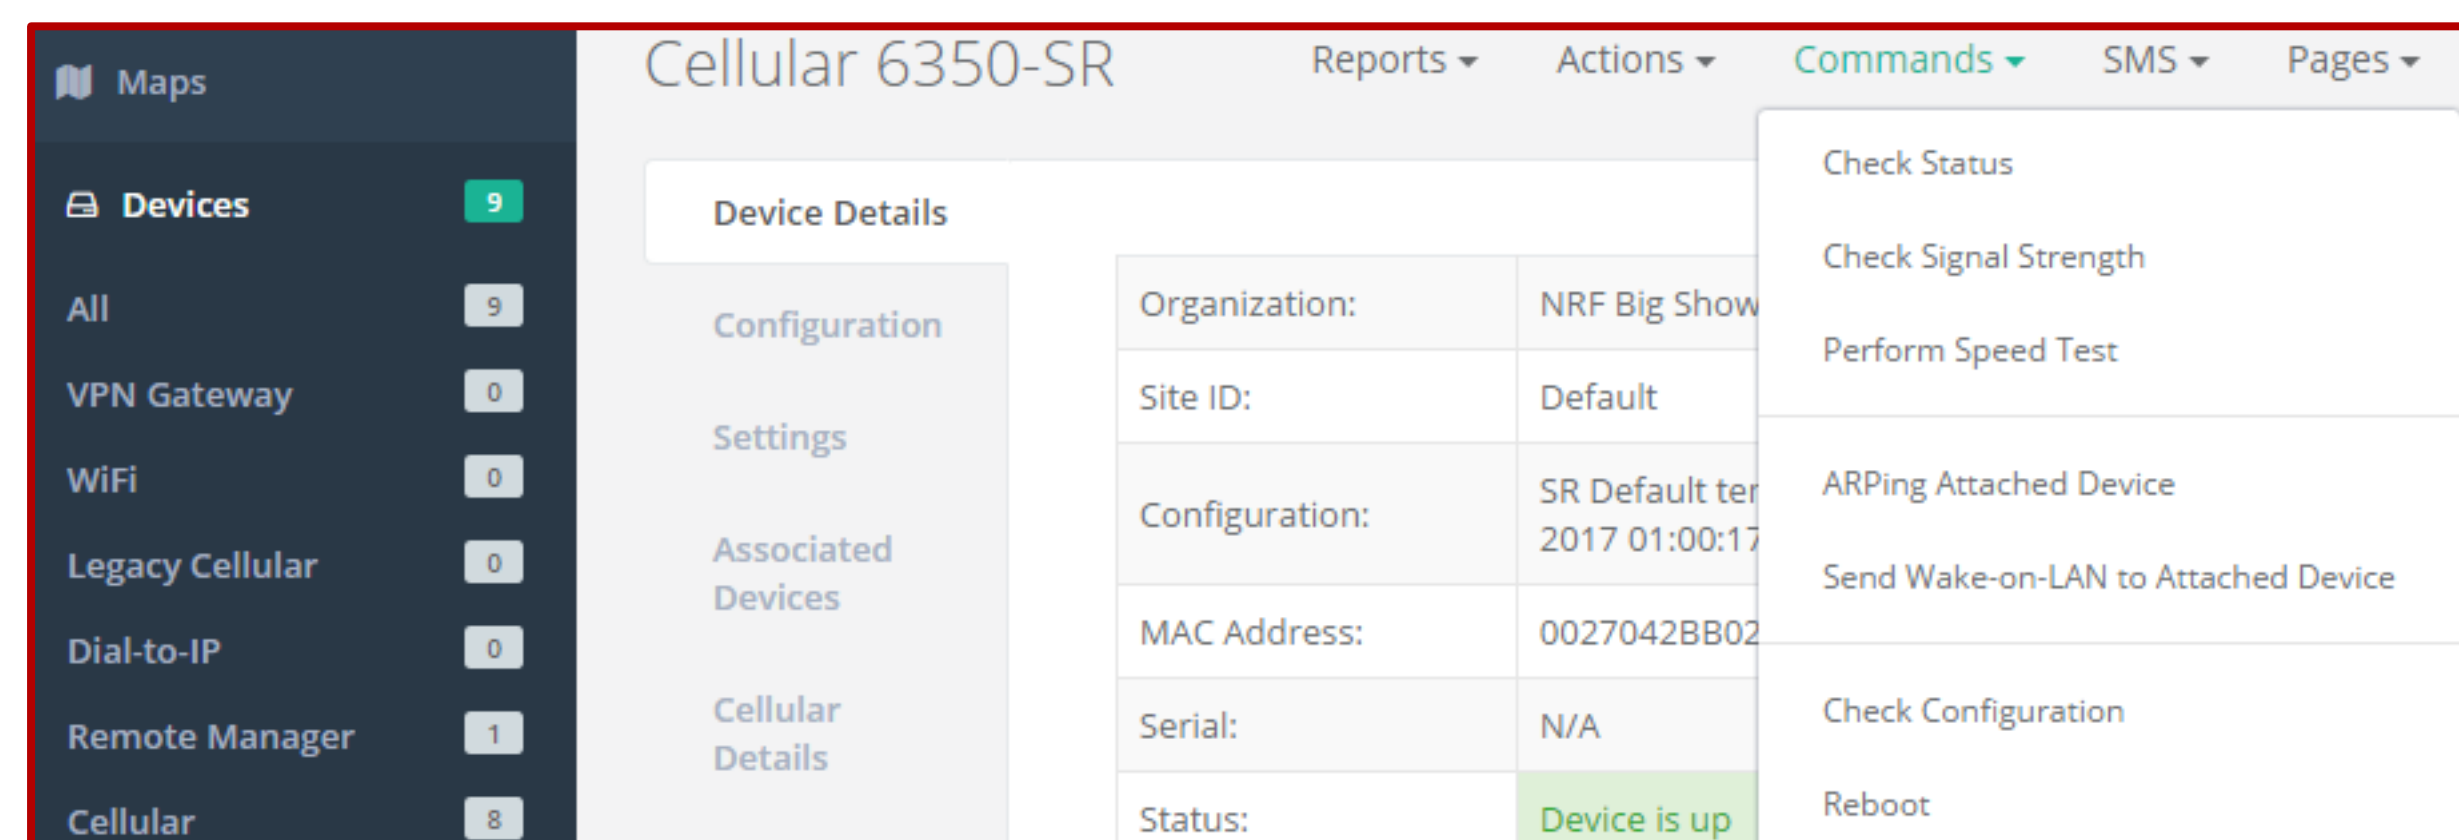 Maps
Devices 9
All 9
VPN Gateway 0
WiFi 0
Legacy Cellular 0
Dial-to-IP 0
Remote Manager 1
Cellular 8
Cellular 6350-SR
Reports Actions Commands SMS Pages
Device Details
Configuration
Settings
Associated
Devices
Cellular
Details
Organization: NRF Big Show
Site ID: Default
Configuration: SR Default
2017 01:00:17
MAC Address: 0027042BB02
Serial: N/A
Status: Device is up
Check Status
Check Signal Strength
Perform Speed Test
ARPing Attached Device
Send Wake-on-LAN to Attached Device
Check Configuration
Reboot